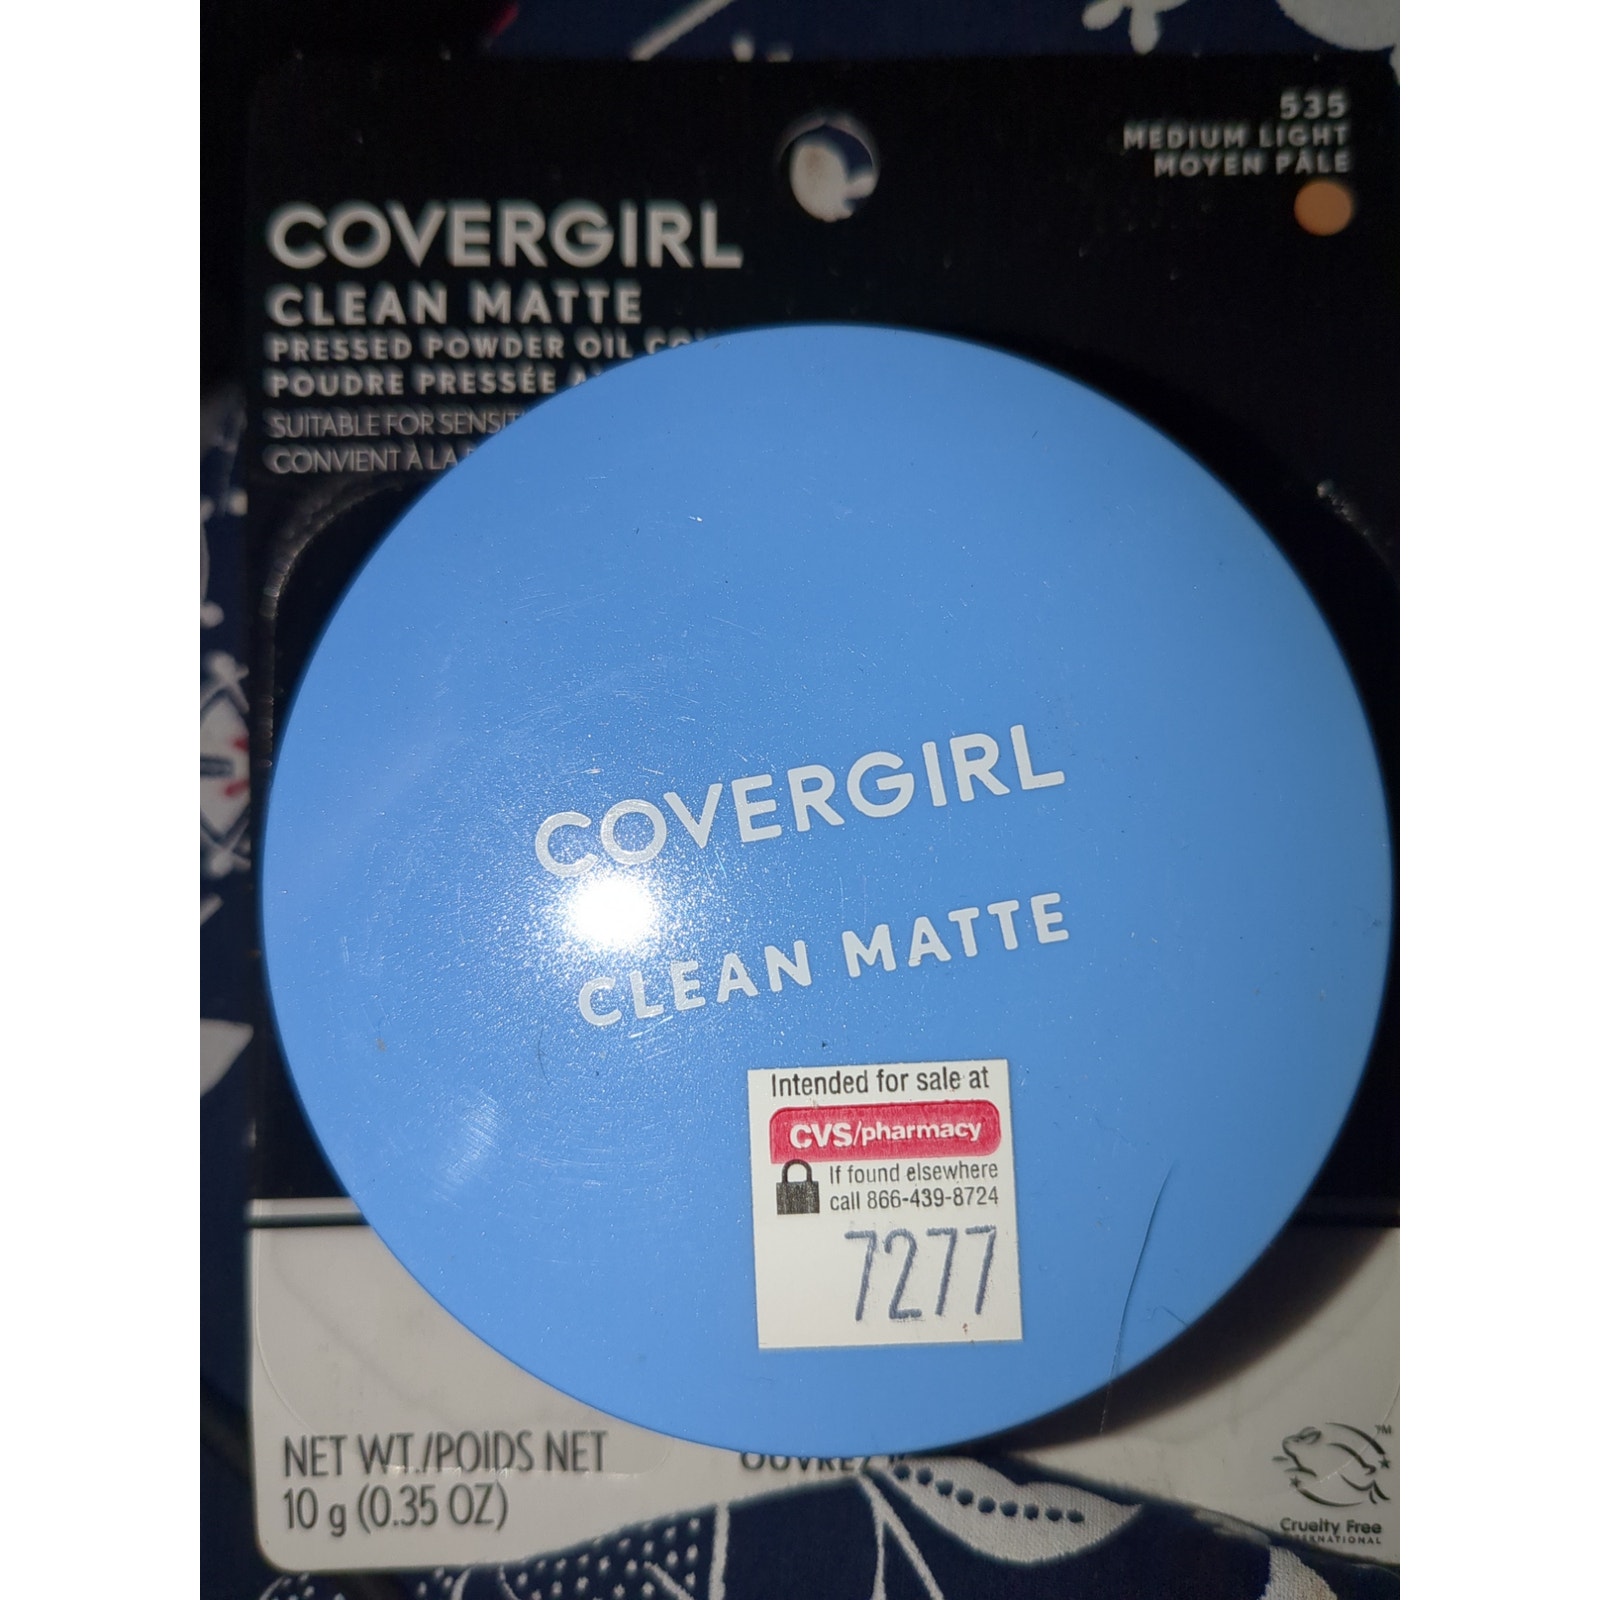 535
MEDIUM LIGHT
MOYEN PÂLE
COVERGIRL
CLEAN MATTE
PRESSED POWDER OIL
POUDRE PRESSÉE
SUITABLE FOR
CONVIENT À LA
COVERGIRL
CLEAN MATTE
Intended for sale at
CVS/pharmacy
If found elsewhere
call 866-439-8724
7277
NET WT./POIDS NET
10 g (0.35 OZ)
TM
Cruelty Free
INTERNATIONAL